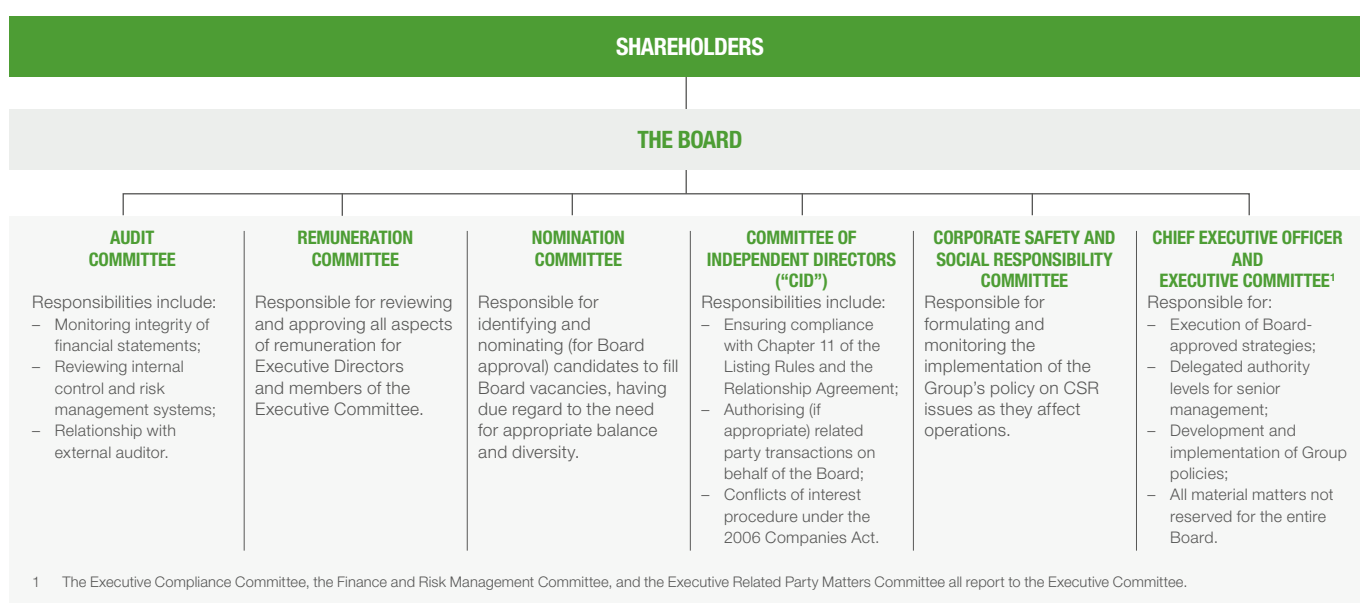 SHAREHOLDERS
THE BOARD
AUDIT
COMMITTEE
Responsibilities include:
– Monitoring integrity of
financial statements;
– Reviewing internal
control and risk
management systems;
– Relationship with
external auditor.
REMUNERATION
COMMITTEE
Responsible for reviewing
and approving all aspects
of remuneration for
Executive Directors
and members of the
Executive Committee.
NOMINATION
COMMITTEE
Responsible for
identifying and
nominating (for Board
approval) candidates to fill
Board vacancies, having
due regard to the need
for appropriate balance
and diversity.
COMMITTEE OF
INDEPENDENT DIRECTORS
(“CID”)
Responsibilities include:
– Ensuring compliance
with Chapter 11 of the
Listing Rules and the
Relationship Agreement;
– Authorising (if
appropriate) related
party transactions on
behalf of the Board;
– Conflicts of interest
procedure under the
2006 Companies Act.
CORPORATE SAFETY AND
SOCIAL RESPONSIBILITY
COMMITTEE
Responsible for
formulating and
monitoring the
implementation of the
Group’s policy on CSR
issues as they affect
operations.
CHIEF EXECUTIVE OFFICER
AND
EXECUTIVE COMMITTEE¹
Responsible for:
– Execution of Board-
approved strategies;
– Delegated authority
levels for senior
management;
– Development and
implementation of Group
policies;
– All material matters not
reserved for the entire
Board.
1 The Executive Compliance Committee, the Finance and Risk Management Committee, and the Executive Related Party Matters Committee all report to the Executive Committee.